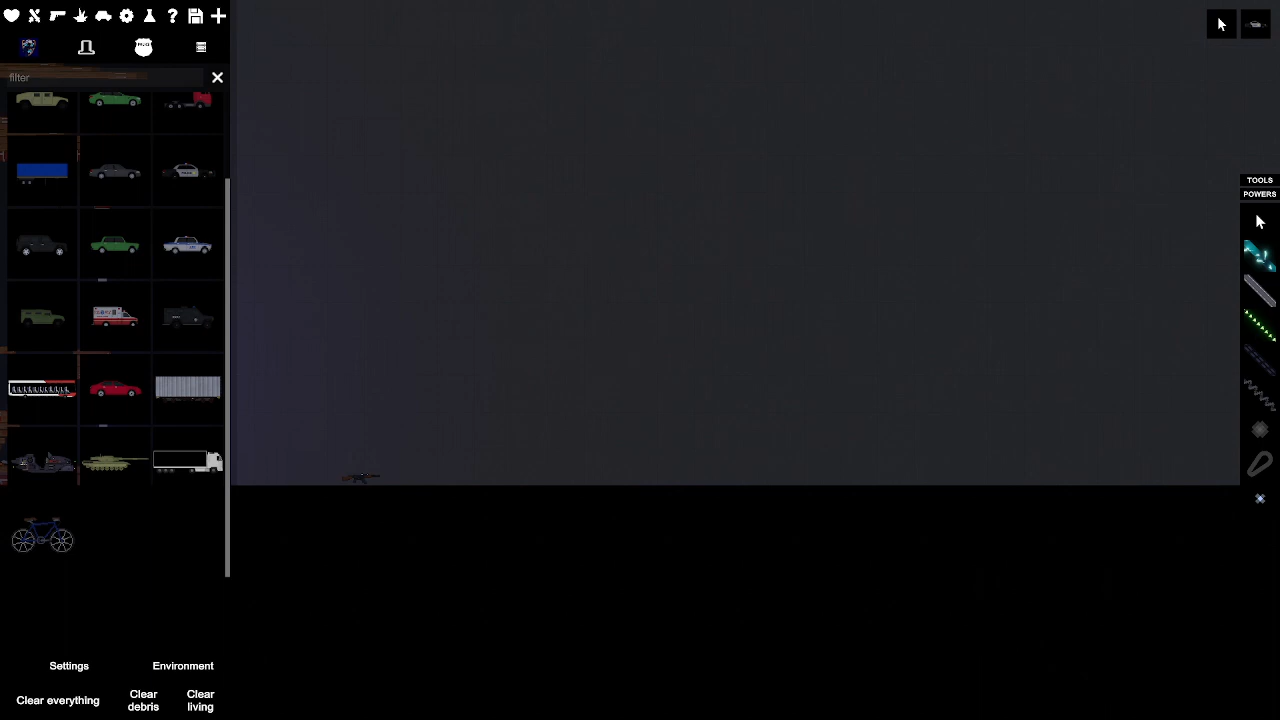 filter
TOOLS
POWERS
Settings
Environment
Clear everything
Clear debris
Clear living